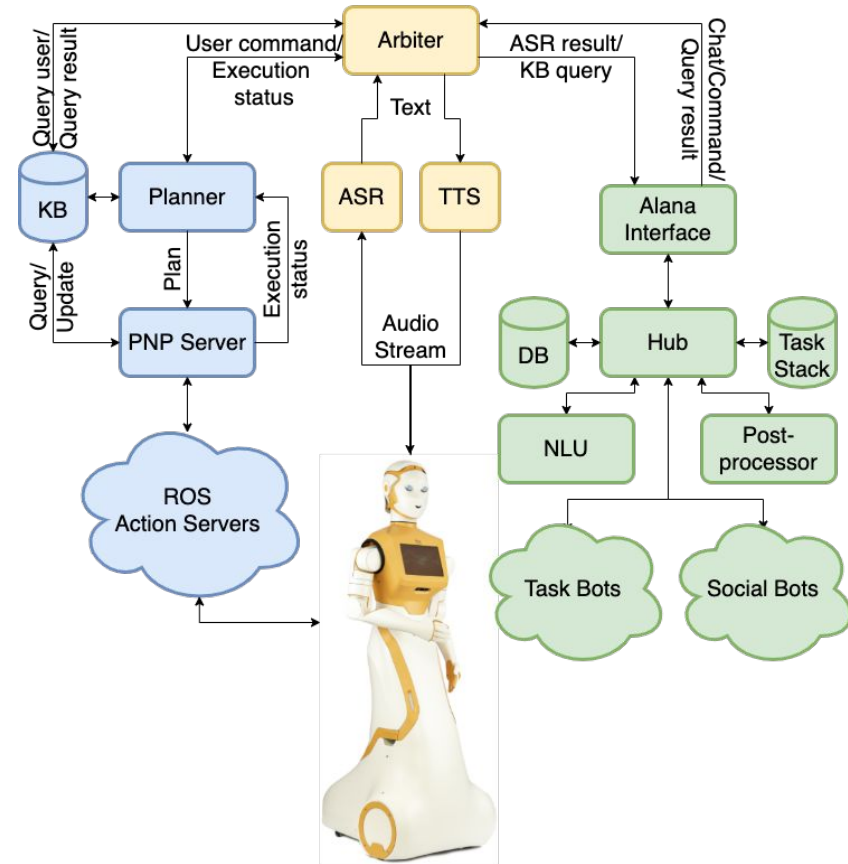 Arbiter
Query user/
Query result
User command/
Execution
status
ASR result/
KB query
Chat/Command/
Query result
Text
KB
Planner
ASR
TTS
Alana
Interface
Query/
Update
Plan
Execution
status
PNP Server
Audio
Stream
DB
Hub
Task
Stack
NLU
Post-
processor
ROS
Action Servers
Task Bots
Social Bots